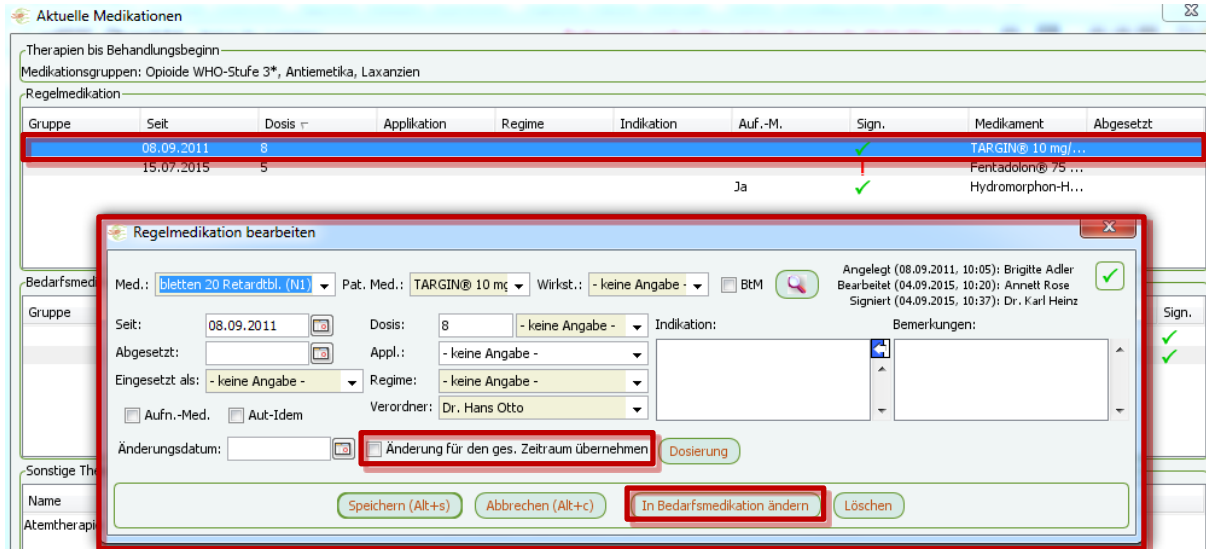 Aktuelle Medikationen
Therapien bis Behandlungsbeginn
Medikationsgruppen: Opioide WHO-Stufe 3*, Antiemetika, Laxanzien
Regelmedikation
Gruppe Seit Dosis Applikation Regime Indikation Auf.-M. Sign. Medikament Abgesetzt
08.09.2011 8 TARGIN® 10 mg/...
15.07.2015 5 Fentadolon® 75 ...
Ja Hydromorphon-H...
Regelmedikation bearbeiten
Bedarfsmed
Gruppe
Sign.
Med.: bletten 20 Retardtbl. (N1) Pat. Med.: TARGIN® 10 mg Wirkst.: - keine Angabe - BtM
Angelegt (08.09.2011, 10:05): Brigitte Adler
Bearbeitet (04.09.2015, 10:20): Annett Rose
Signiert (04.09.2015, 10:37): Dr. Karl Heinz
Seit: 08.09.2011 Dosis: 8 - keine Angabe - Indikation: Bemerkungen:
Abgesetzt: Appl.: - keine Angabe -
Eingesetzt als: - keine Angabe - Regime: - keine Angabe -
Aufn.-Med. Aut-Idem Verordner: Dr. Hans Otto
Änderungsdatum: Änderung für den ges. Zeitraum übernehmen Dosierung
Speichern (Alt+s) Abbrechen (Alt+c) In Bedarfsmedikation ändern Löschen
Sonstige The
Name
Atemtherapi